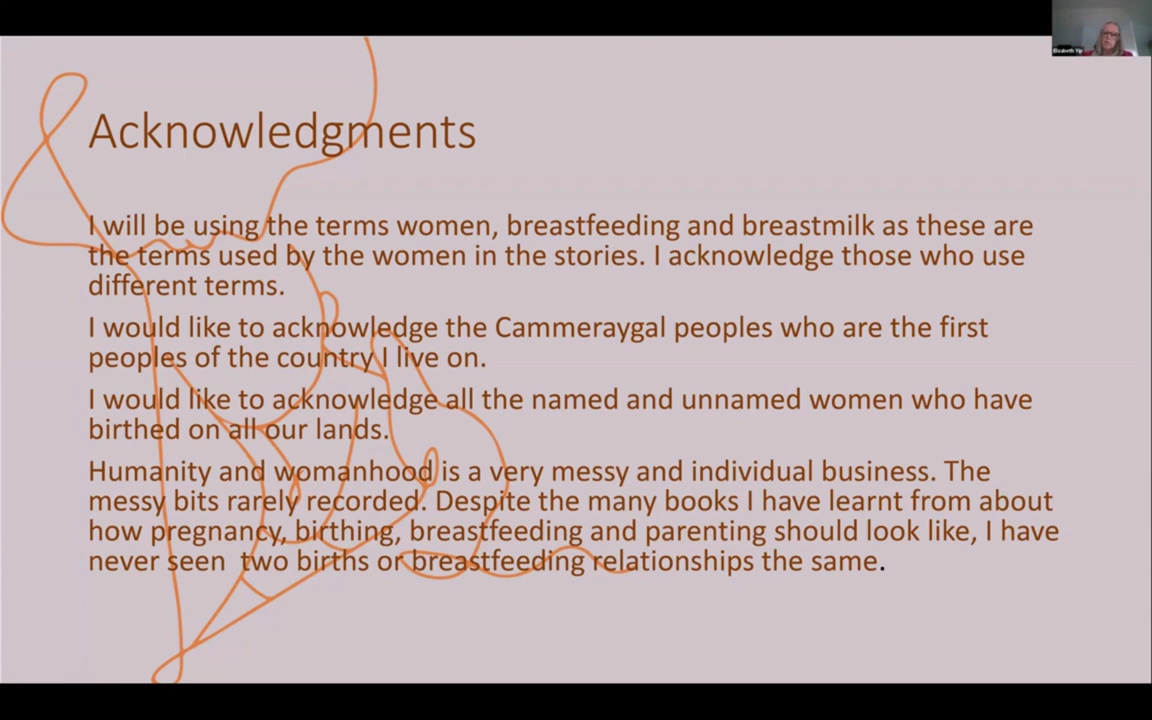 Elizabeth Yip
Acknowledgments
I will be using the terms women, breastfeeding and breastmilk as these are
the terms used by the women in the stories. I acknowledge those who use
different terms.
I would like to acknowledge the Cammeraygal peoples who are the first
peoples of the country I live on.
I would like to acknowledge all the named and unnamed women who have
birthed on all our lands.
Humanity and womanhood is a very messy and individual business. The
messy bits rarely recorded. Despite the many books I have learnt from about
how pregnancy, birthing, breastfeeding and parenting should look like, I have
never seen  two births or breastfeeding relationships the same.